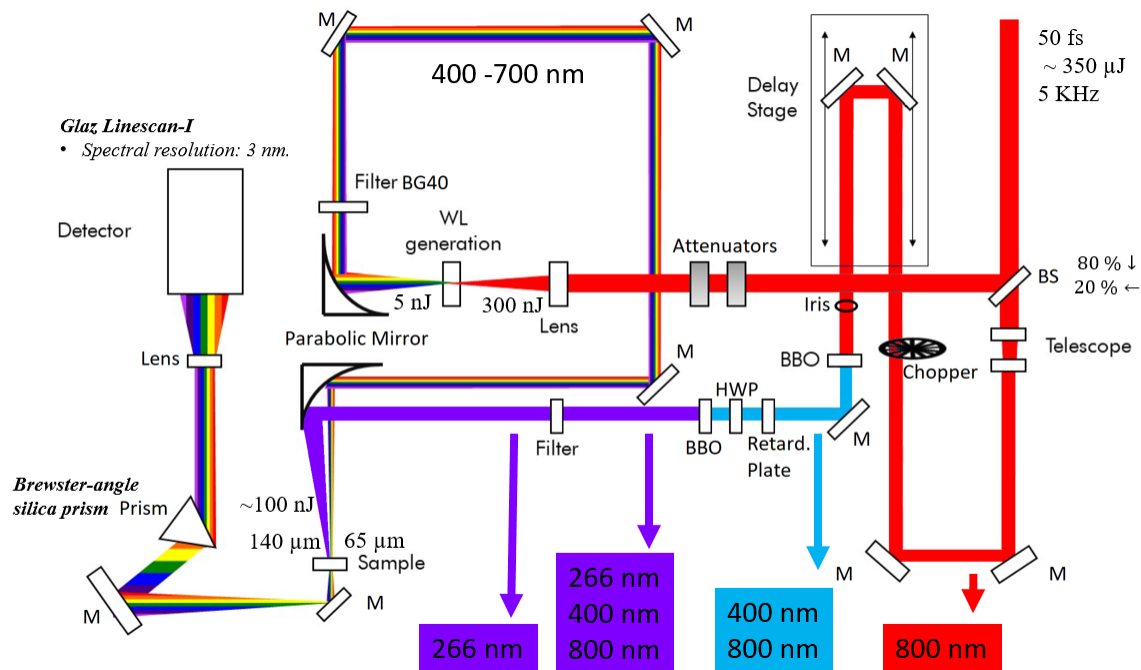 M
M
400 -700 nm
50 fs
~ 350 µJ
5 KHz
M
M
Delay
Stage
Glaz Linescan-I
• Spectral resolution: 3 nm.
Detector
Filter BG40
WL
generation
Attenuators
5 nJ
300 nJ
Lens
BS
80 % ↓
20 % ←
Iris
Parabolic Mirror
Telescope
Lens
M
BBO
Chopper
HWP
M
Filter
BBO
Retard.
Plate
Brewster-angle
silica prism
Prism
~100 nJ
140 µm
65 µm
Sample
M
M
M
M
266 nm
266 nm
400 nm
800 nm
400 nm
800 nm
800 nm